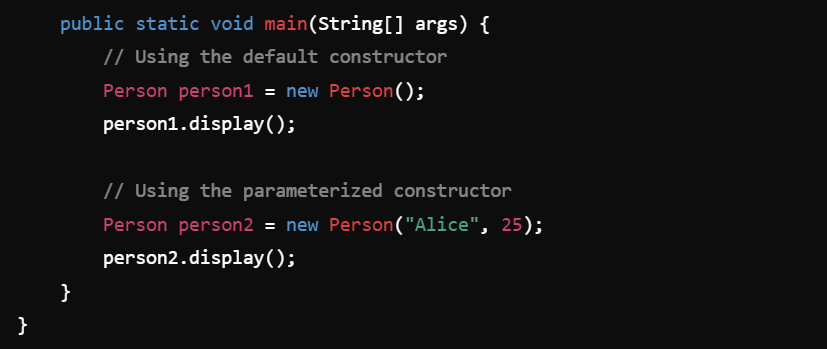 public static void main(String[] args) {
// Using the default constructor
Person person1 = new Person();
person1.display();
// Using the parameterized constructor
Person person2 = new Person("Alice", 25);
person2.display();
}
}